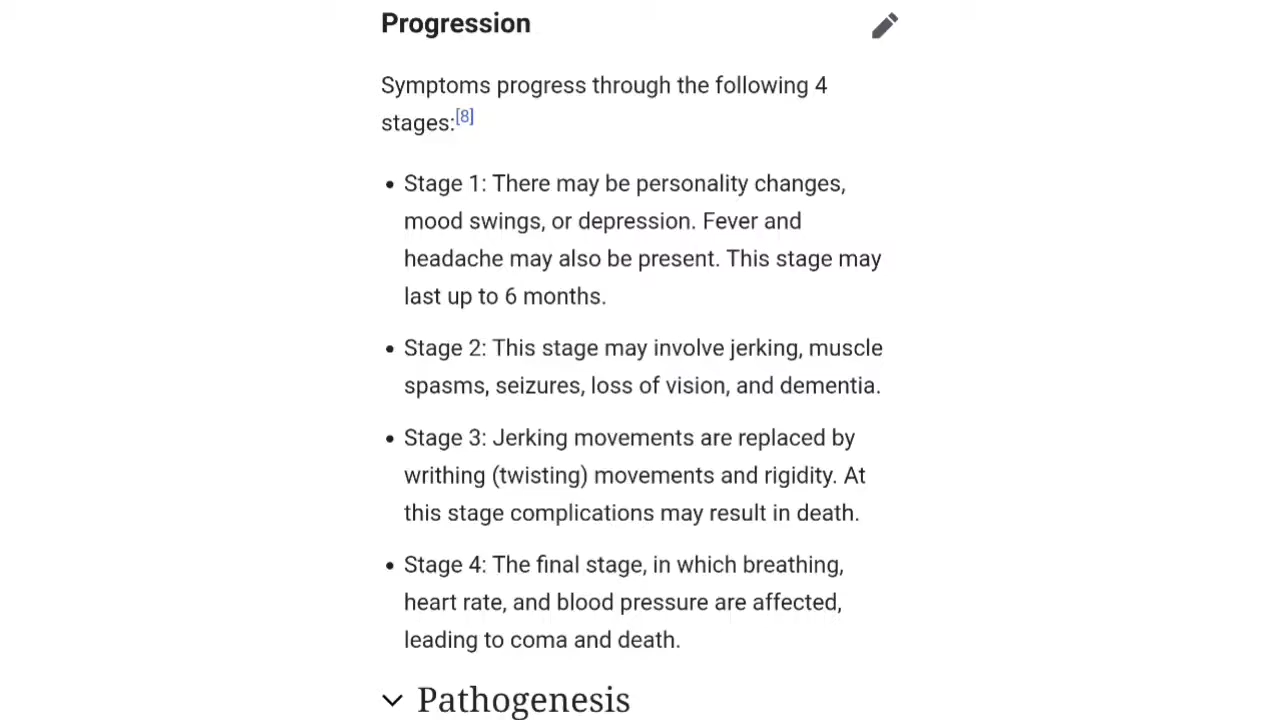 Progression
Symptoms progress through the following 4
stages:[8]
• Stage 1: There may be personality changes,
mood swings, or depression. Fever and
headache may also be present. This stage may
last up to 6 months.
• Stage 2: This stage may involve jerking, muscle
spasms, seizures, loss of vision, and dementia.
• Stage 3: Jerking movements are replaced by
writhing (twisting) movements and rigidity. At
this stage complications may result in death.
• Stage 4: The final stage, in which breathing,
heart rate, and blood pressure are affected,
leading to coma and death.
Pathogenesis